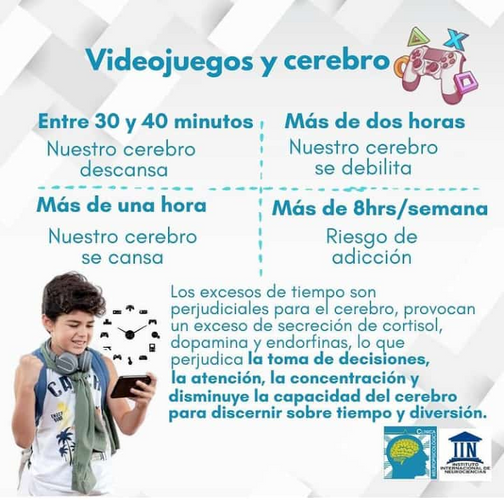 Videojuegos y cerebro
Entre 30 y 40 minutos
Nuestro cerebro
descansa
Más de dos horas
Nuestro cerebro
se debilita
Más de una hora
Nuestro cerebro
se cansa
Más de 8hrs/semana
Riesgo de
adicción
Los excesos de tiempo son
perjudiciales para el cerebro, provocan
un exceso de secreción de cortisol,
dopamina y endorfinas, lo que
perjudica la toma de decisiones,
la atención, la concentración y
disminuye la capacidad del cerebro
para discernir sobre tiempo y diversión.
CLINICA
IIN
INSTITUTO
INTERNACIONAL DE
NEUROCIENCIAS